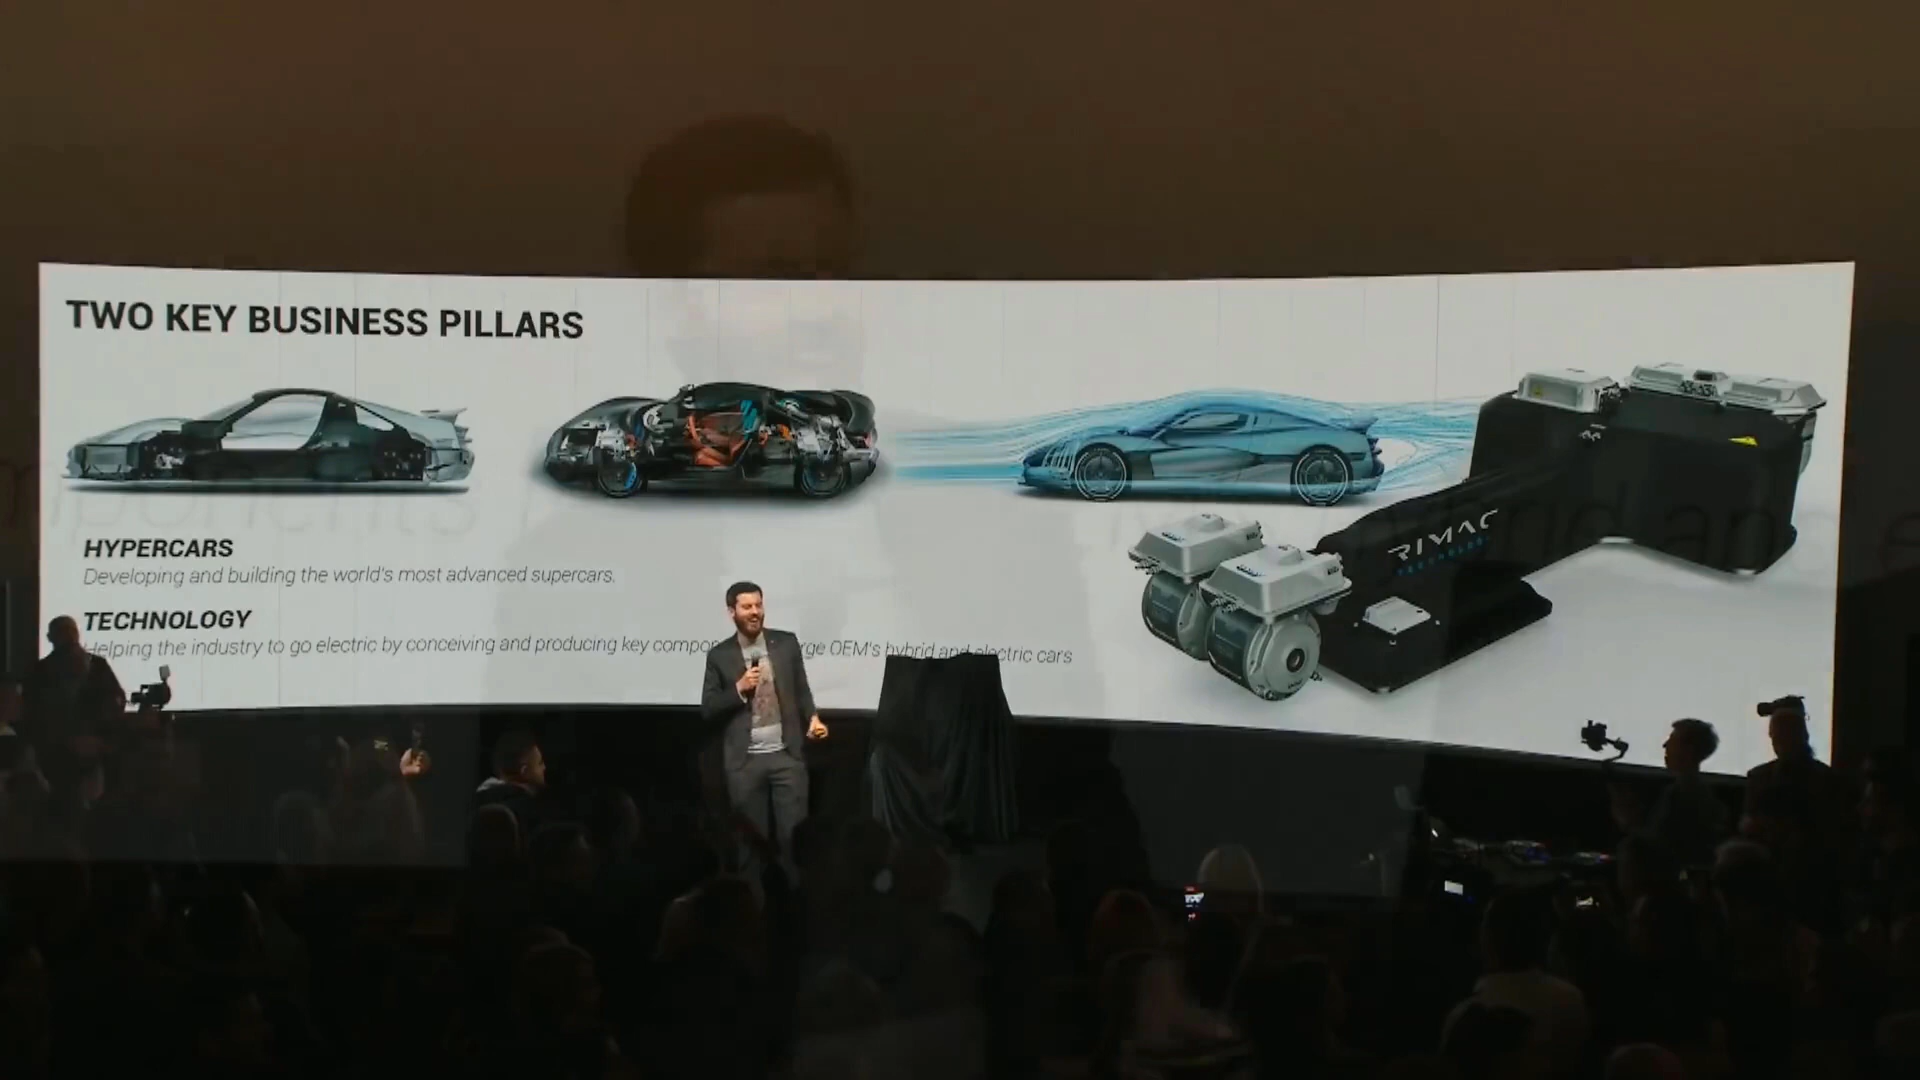 TWO KEY BUSINESS PILLARS
HYPERCARS
Developing and building the world's most advanced supercars.
TECHNOLOGY
Helping the industry to go electric by conceiving and producing key OEM's hybrid and electric cars
RIMAC